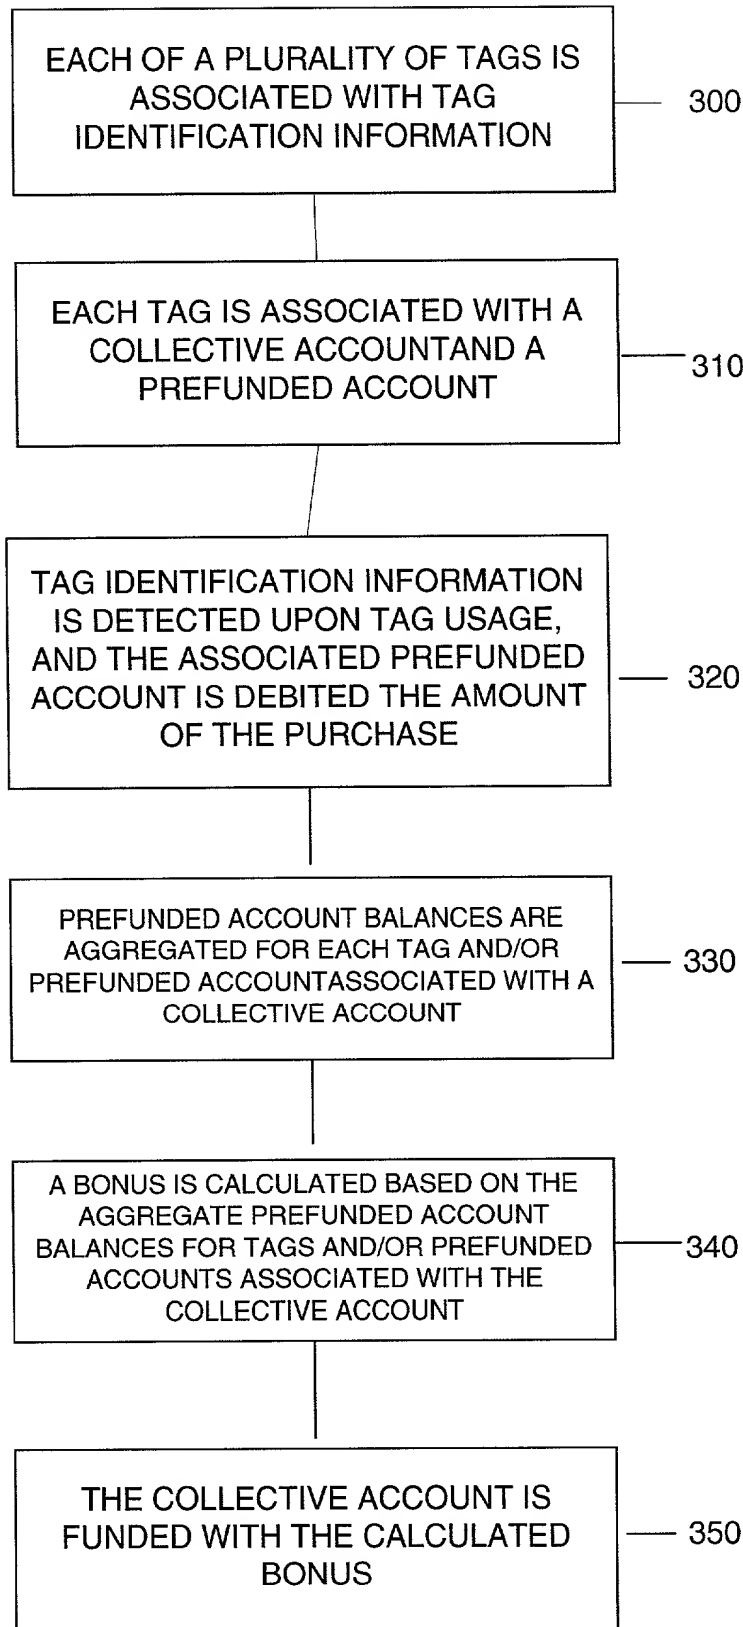 EACH OF A PLURALITY OF TAGS IS
ASSOCIATED WITH TAG
IDENTIFICATION INFORMATION
300
EACH TAG IS ASSOCIATED WITH A
COLLECTIVE ACCOUNTAND A
PREFUNDED ACCOUNT
310
TAG IDENTIFICATION INFORMATION
IS DETECTED UPON TAG USAGE,
AND THE ASSOCIATED PREFUNDED
ACCOUNT IS DEBITED THE AMOUNT
OF THE PURCHASE
320
PREFUNDED ACCOUNT BALANCES ARE
AGGREGATED FOR EACH TAG AND/OR
PREFUNDED ACCOUNTASSOCIATED WITH A
COLLECTIVE ACCOUNT
330
A BONUS IS CALCULATED BASED ON THE
AGGREGATE PREFUNDED ACCOUNT
BALANCES FOR TAGS AND/OR PREFUNDED
ACCOUNTS ASSOCIATED WITH THE
COLLECTIVE ACCOUNT
340
THE COLLECTIVE ACCOUNT IS
FUNDED WITH THE CALCULATED
BONUS
350